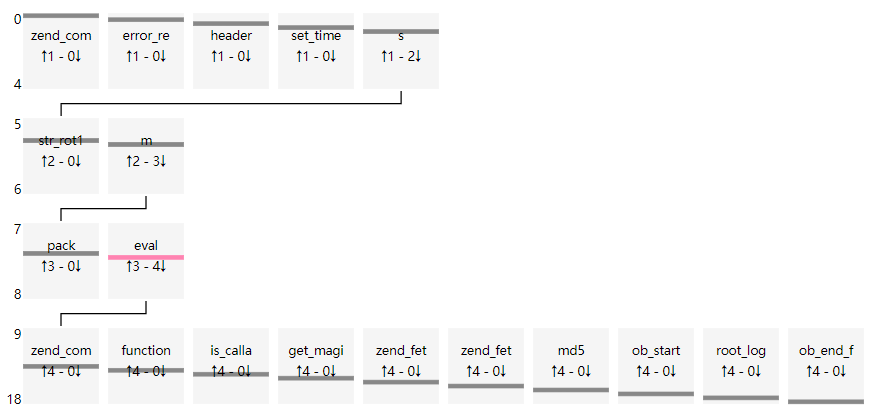 0
zend_com error_re header set_time s
↑1 - 0↓ ↑1 - 0↓ ↑1 - 0↓ ↑1 - 0↓ ↑1 - 2↓
4
5
str_rot1 m
↑2 - 0↓ ↑2 - 3↓
6
7
pack eval
↑3 - 0↓ ↑3 - 4↓
8
9
zend_com function is_calla get_magi zend_fet zend_fet md5 ob_start root_log ob_end_f
↑4 - 0↓ ↑4 - 0↓ ↑4 - 0↓ ↑4 - 0↓ ↑4 - 0↓ ↑4 - 0↓ ↑4 - 0↓ ↑4 - 0↓ ↑4 - 0↓ ↑4 - 0↓
18